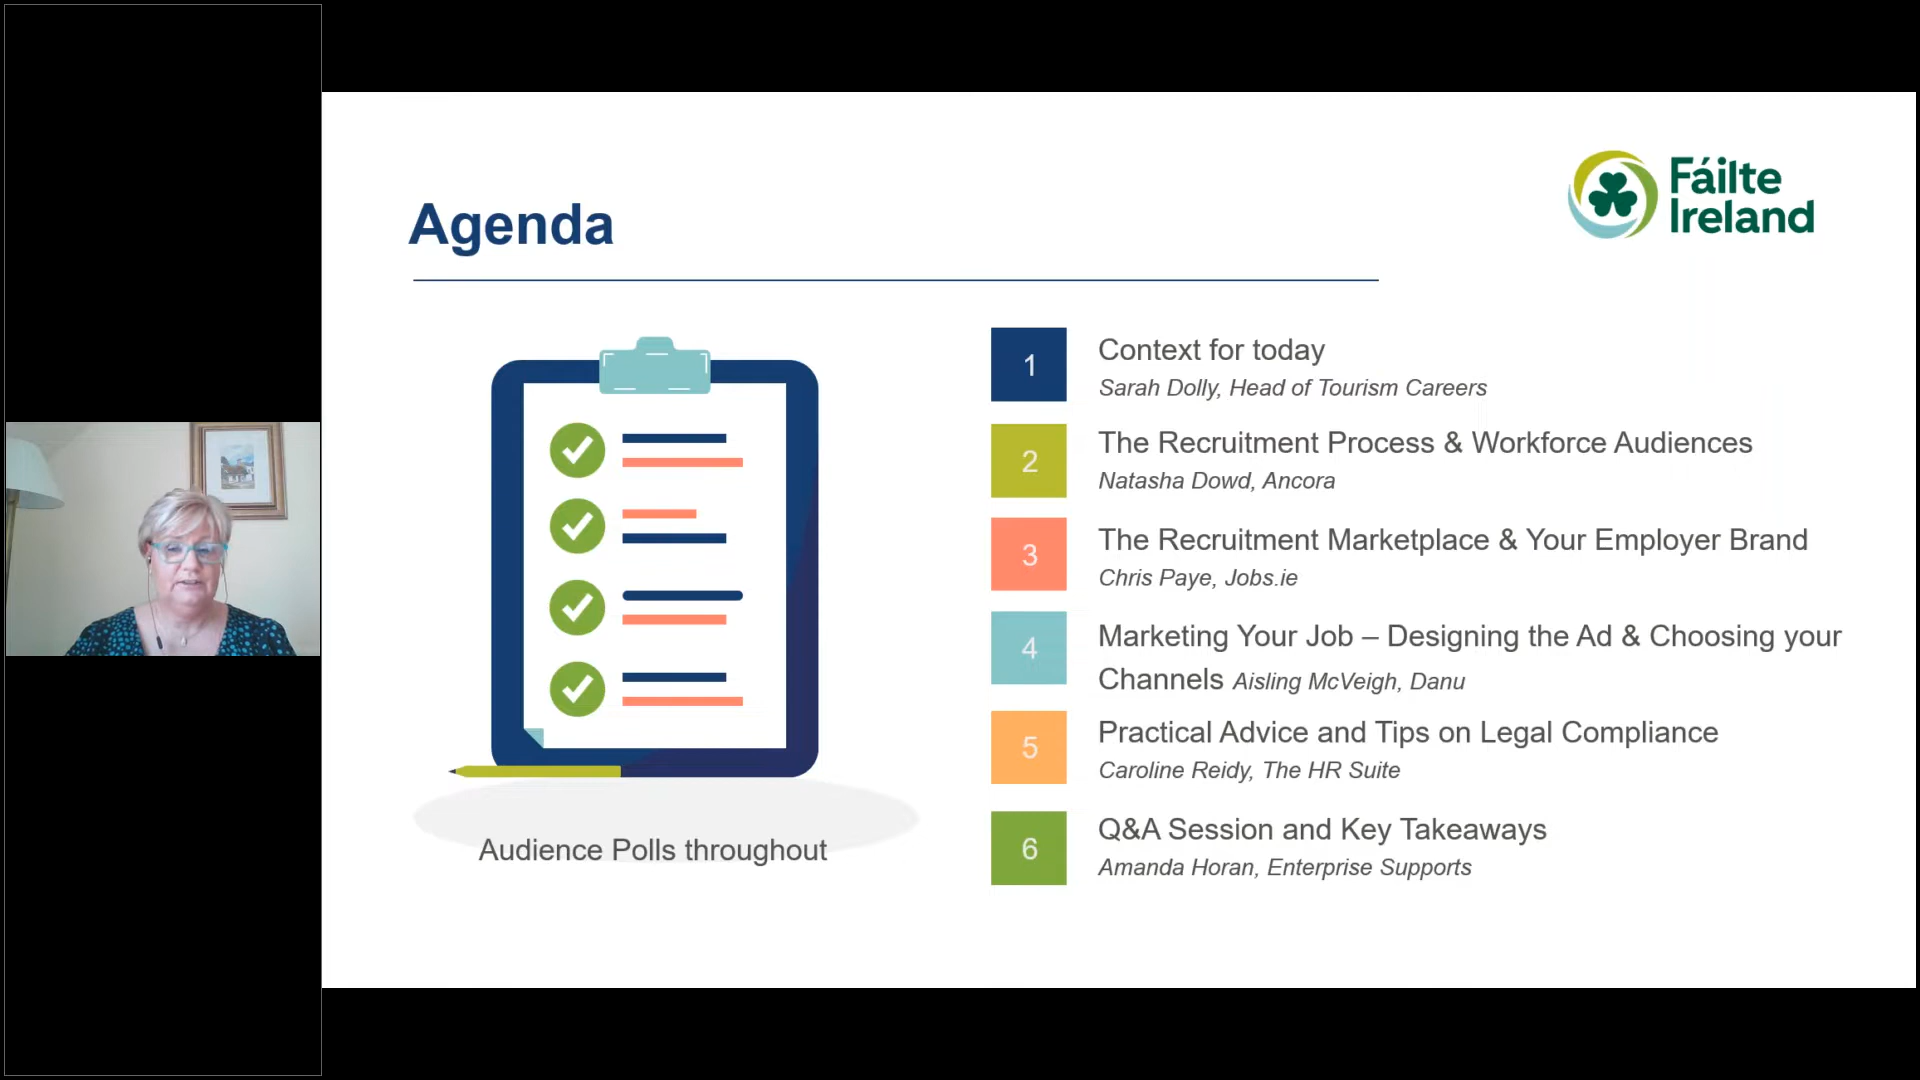 Fáilte
Ireland
Agenda
1
Context for today
Sarah Dolly, Head of Tourism Careers
2
The Recruitment Process & Workforce Audiences
Natasha Dowd, Ancora
3
The Recruitment Marketplace & Your Employer Brand
Chris Paye, Jobs.ie
4
Marketing Your Job – Designing the Ad & Choosing your
Channels Aisling McVeigh, Danu
5
Practical Advice and Tips on Legal Compliance
Caroline Reidy, The HR Suite
6
Q&A Session and Key Takeaways
Amanda Horan, Enterprise Supports
Audience Polls throughout